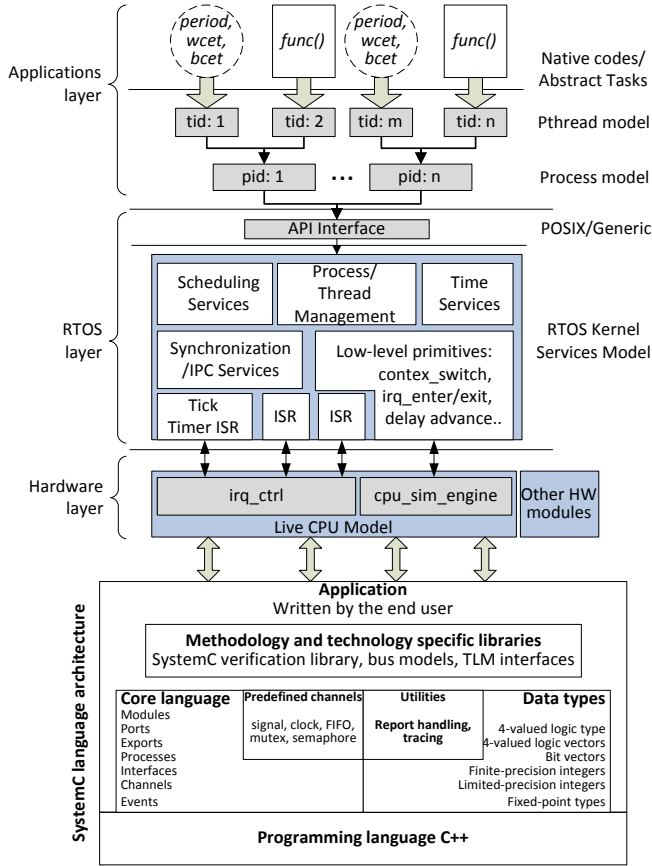 period,
wcet,
bcet
func()
period,
wcet,
bcet
func()
Applications
layer
Native codes/
Abstract Tasks
tid: 1
tid: 2
tid: m
tid: n
Pthread model
pid: 1
...
pid: n
Process model
API Interface
POSIX/Generic
RTOS
layer
Scheduling
Services
Process/
Thread
Management
Time
Services
RTOS Kernel
Services Model
Synchronization
/IPC Services
Low-level primitives:
contex_switch,
irq_enter/exit,
delay advance..
Tick
Timer ISR
ISR
ISR
Hardware
layer
irq_ctrl
cpu_sim_engine
Live CPU Model
Other HW
modules
SystemC language architecture
Application
Written by the end user
Methodology and technology specific libraries
SystemC verification library, bus models, TLM interfaces
Core language
Modules
Ports
Exports
Processes
Interfaces
Channels
Events
Predefined channels
signal, clock, FIFO,
mutex, semaphore
Utilities
Report handling,
tracing
Data types
4-valued logic type
4-valued logic vectors
Bit vectors
Finite-precision integers
Limited-precision integers
Fixed-point types
Programming language C++